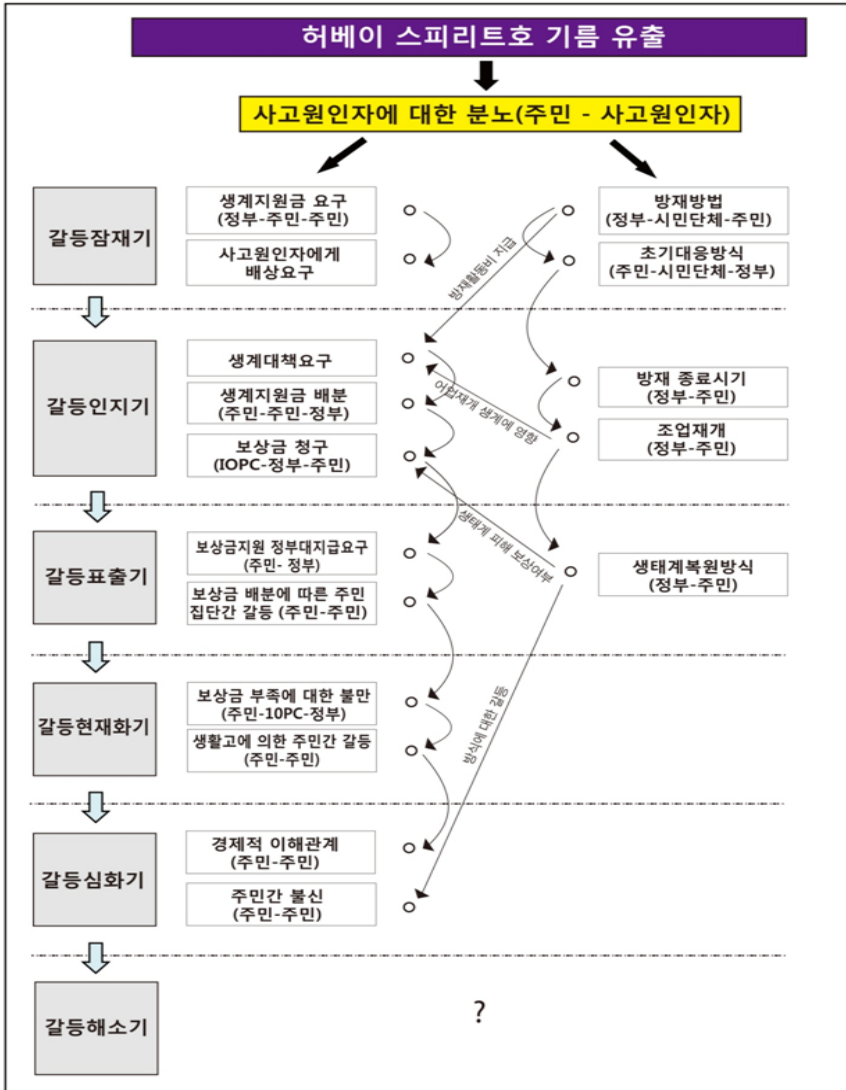 허베이 스피리트호 기름 유출
사고원인자에 대한 분노(주민 - 사고원인자)
갈등잠재기
생계지원금 요구
(정부-주민-주민)
사고원인자에게
배상요구
방재방법
(정부-시민단체-주민)
초기대응방식
(주민-시민단체-정부)
방재활동비 지급
갈등인지기
생계대책요구
생계지원금 배분
(주민-주민-정부)
보상금 청구
(IOPC-정부-주민)
어업재개 생계에 영향
방재 종료시기
(정부-주민)
조업재개
(정부-주민)
갈등표출기
보상금지원 정부대지급요구
(주민- 정부)
보상금 배분에 따른 주민
집단간 갈등 (주민-주민)
생태계 피해 보상여부
생태계복원방식
(정부-주민)
갈등현재화기
보상금 부족에 대한 불만
(주민-10PC-정부)
생활고에 의한 주민간 갈등
(주민-주민)
방식에 대한 갈등
갈등심화기
경제적 이해관계
(주민-주민)
주민간 불신
(주민-주민)
갈등해소기
?